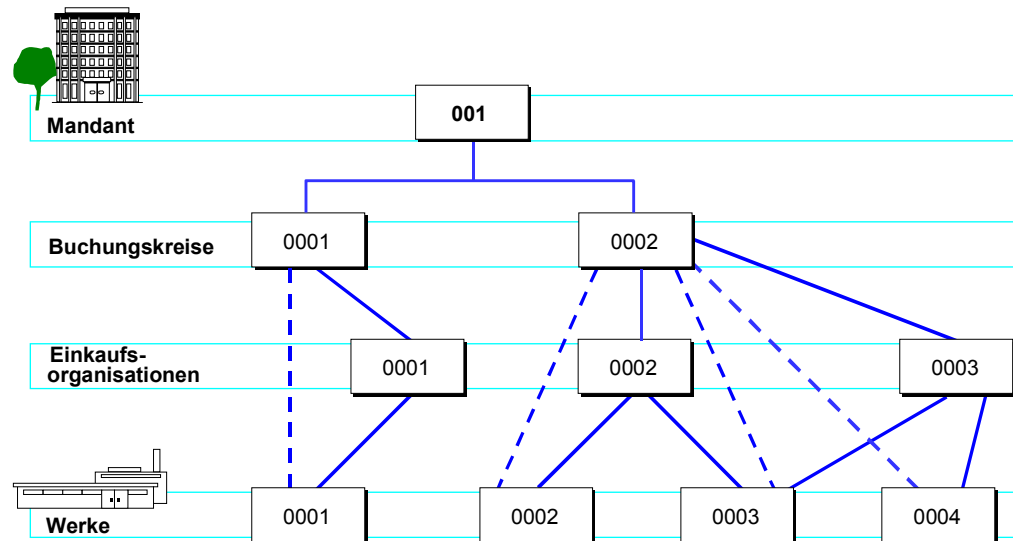 Mandant
001
Buchungskreise
0001
0002
Einkaufs-
organisationen
0001
0002
0003
Werke
0001
0002
0003
0004